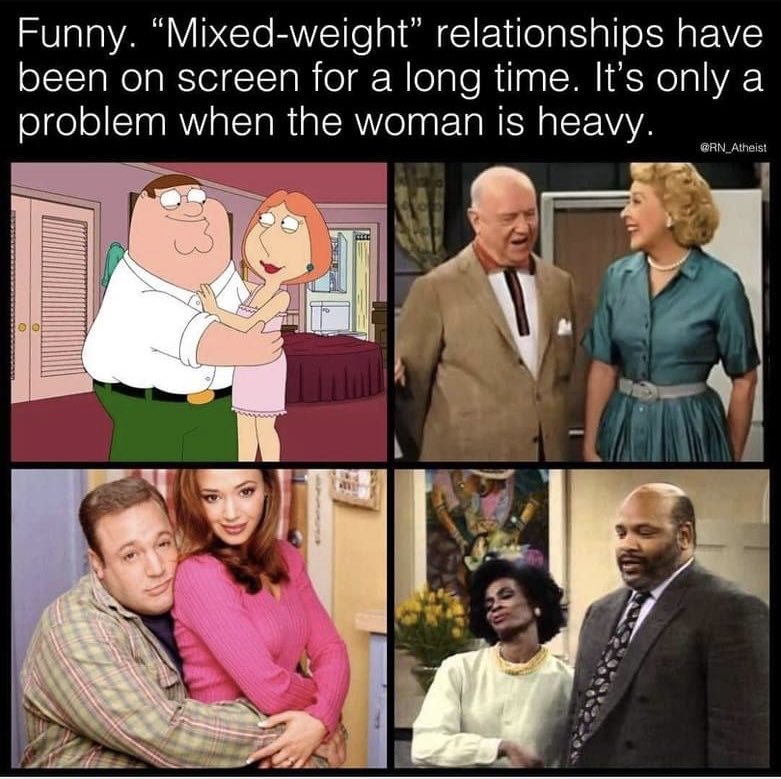 Funny. “Mixed-weight” relationships have
been on screen for a long time. It’s only a
problem when the woman is heavy.
@RN_Atheist